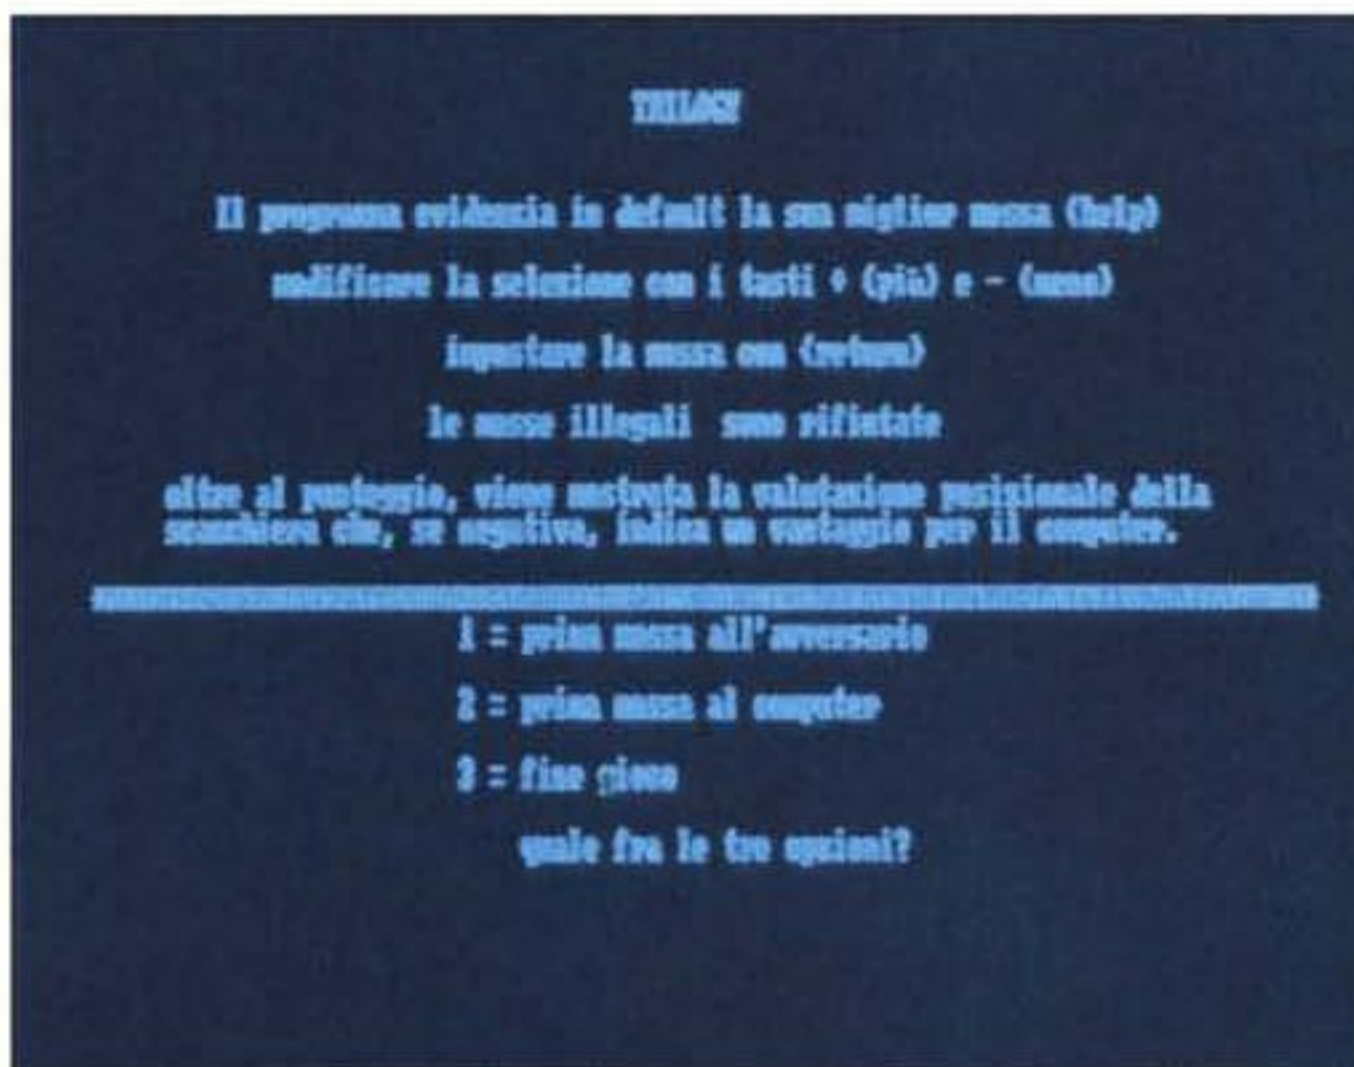 TRILOGY
Il programma evidenzia in default la sua miglior mossa (help)
modificare la selezione con i tasti + (più) e - (meno)
impostare la mossa con (return)
le mosse illegali sono rifiutate
oltre al punteggio, viene mostrata la valutazione posizionale della
scacchiera che, se negativa, indica un vantaggio per il computer.
1 = prima mossa all'avversario
2 = prima mossa al computer
3 = fine gioco
quale fra le tre opzioni?